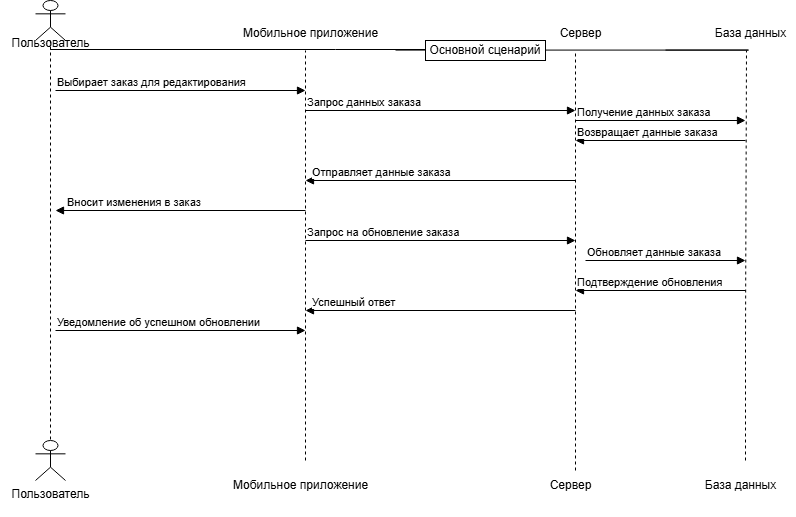 Пользователь
Мобильное приложение
Сервер
База данных
Основной сценарий
Выбирает заказ для редактирования
Запрос данных заказа
Получение данных заказа
Возвращает данные заказа
Отправляет данные заказа
Вносит изменения в заказ
Запрос на обновление заказа
Обновляет данные заказа
Подтверждение обновления
Успешный ответ
Уведомление об успешном обновлении
Пользователь
Мобильное приложение
Сервер
База данных